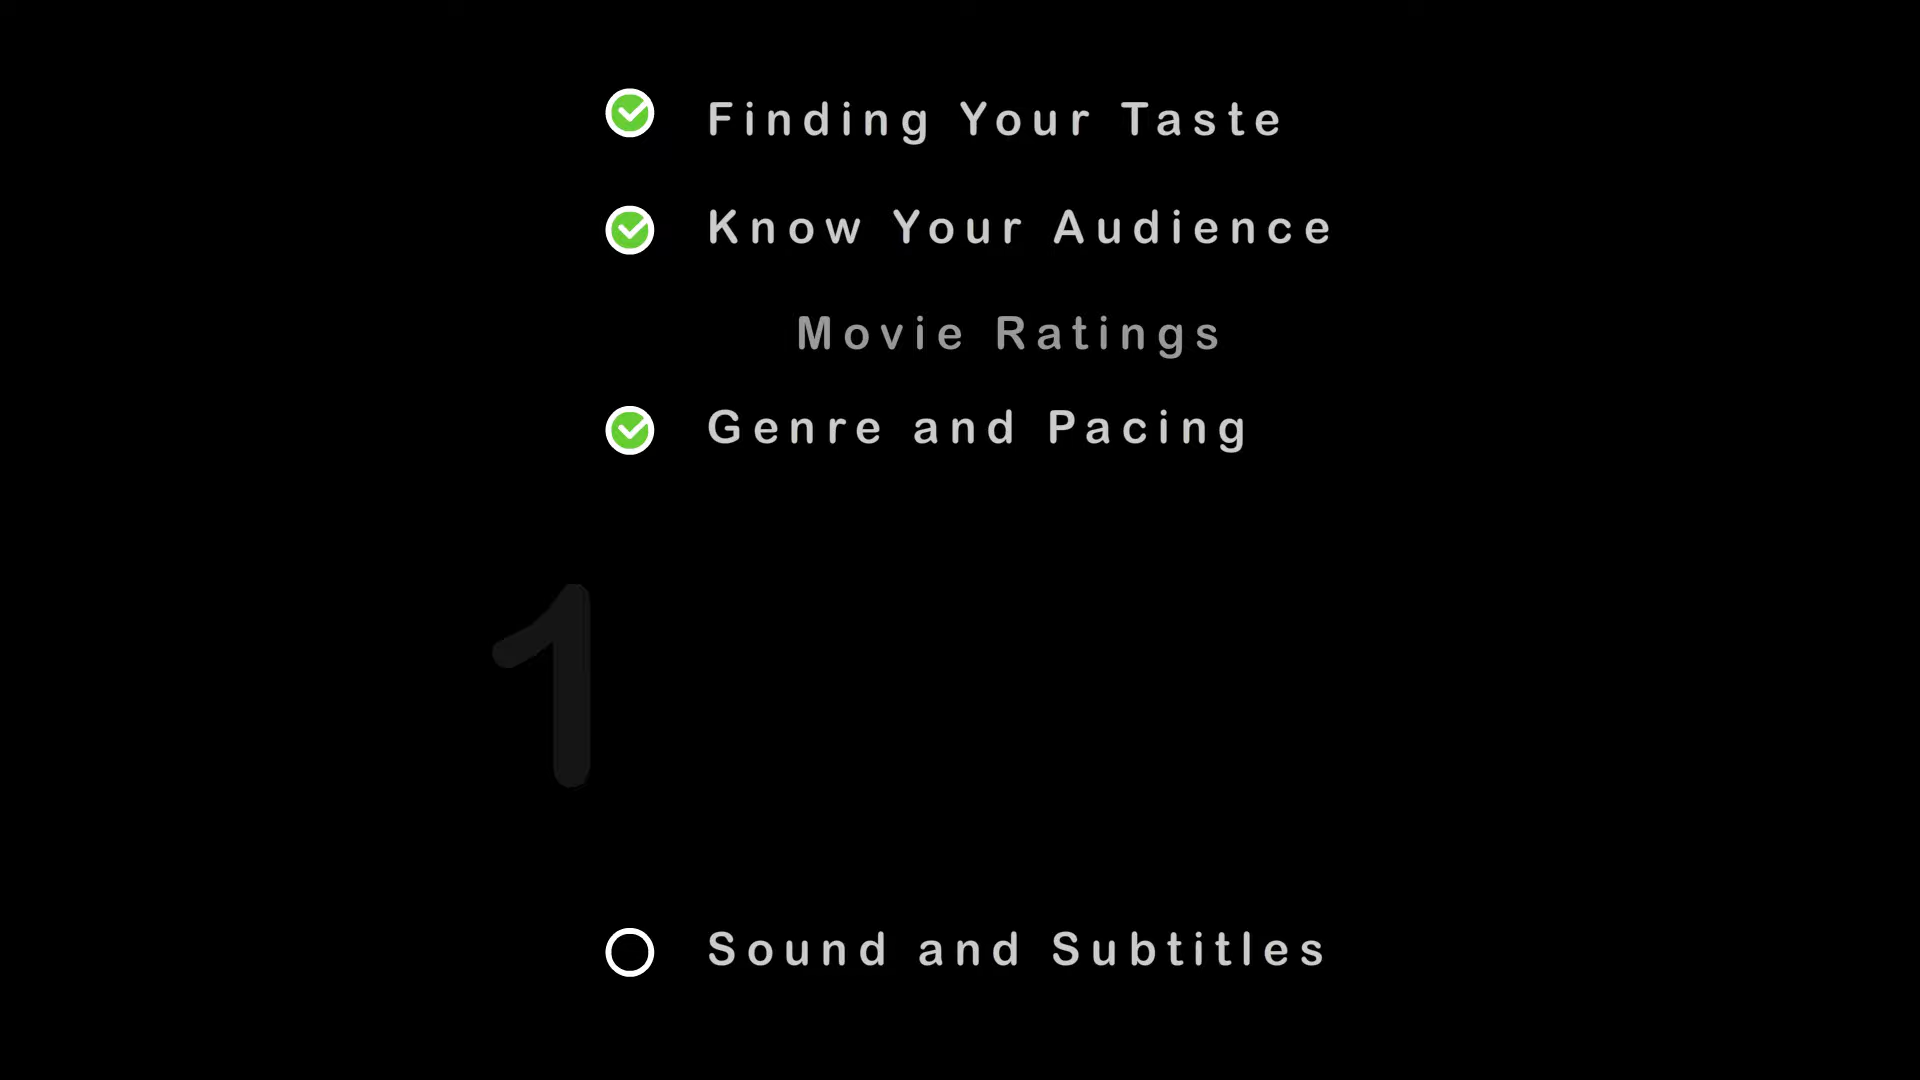 Finding Your Taste
Know Your Audience
Movie Ratings
Genre and Pacing
1
Sound and Subtitles